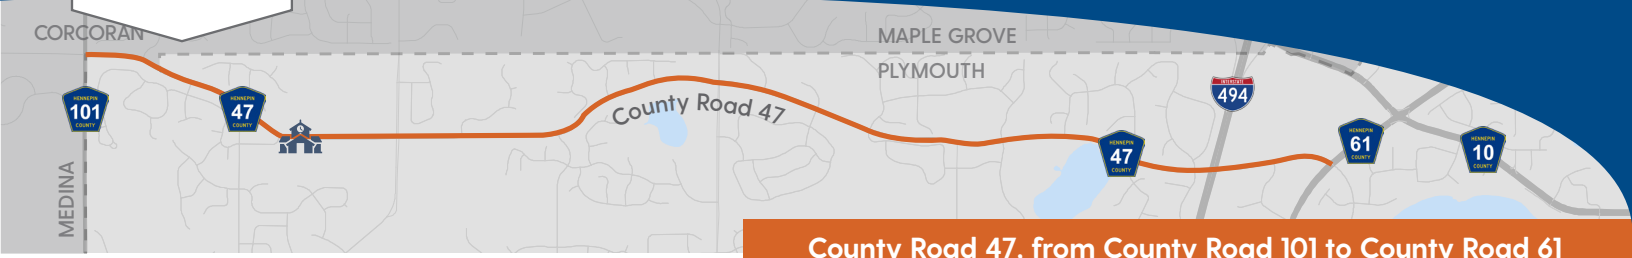 CORCORAN
MAPLE GROVE
PLYMOUTH
INTERSTATE
494
HENNEPIN
101
COUNTY
HENNEPIN
47
COUNTY
County Road 47
HENNEPIN
47
COUNTY
HENNEPIN
61
COUNTY
HENNEPIN
10
COUNTY
MEDINA
County Road 47, from County Road 101 to County Road 61